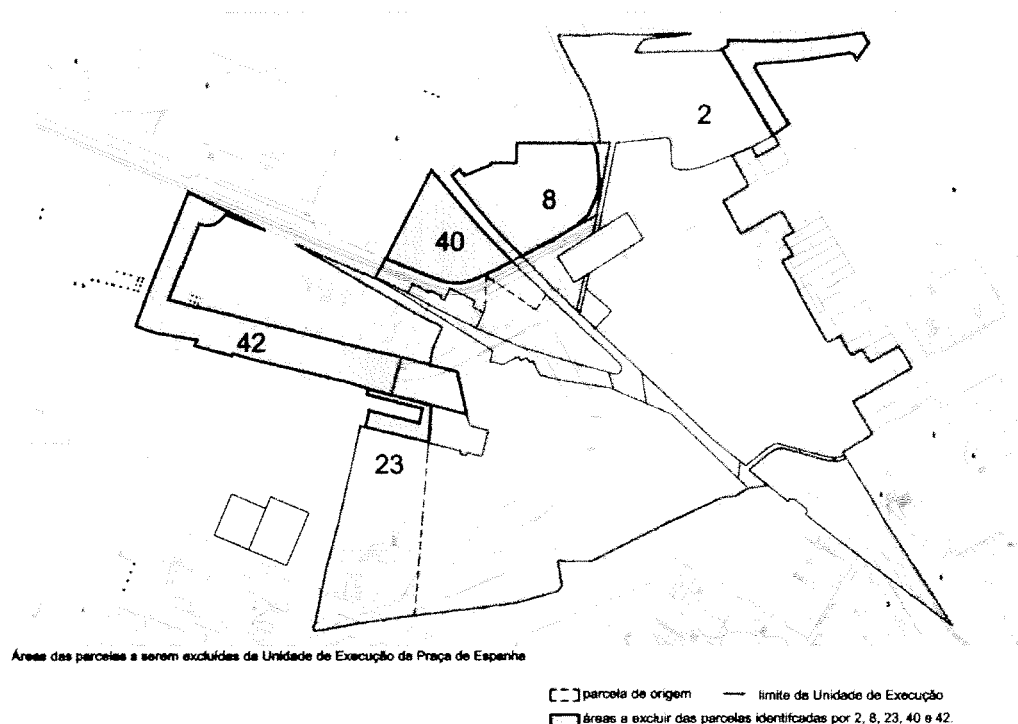 2
8
40
42
23
Áreas das parcelas a serem excluídas da Unidade de Execução da Praça de Espanha
parcela de origem
limite da Unidade de Execução
áreas a excluir das parcelas identifcadas por 2, 8, 23, 40 e 42.